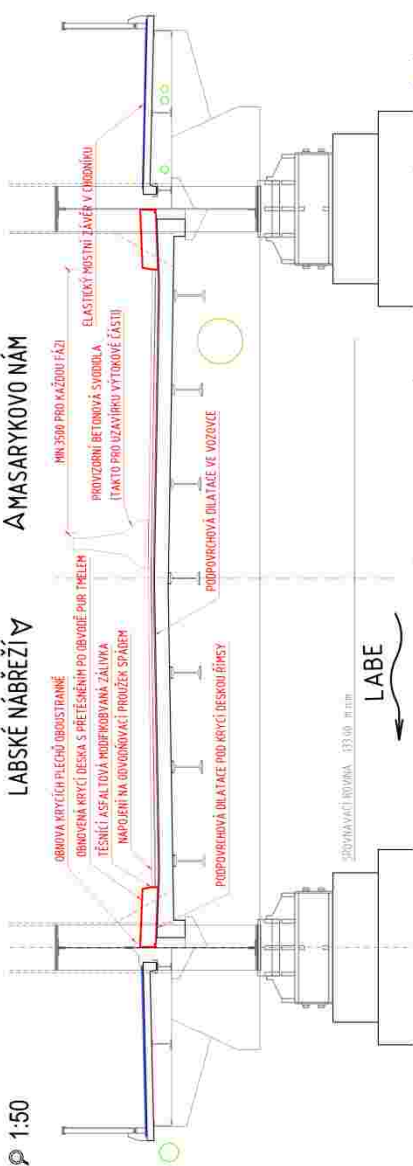 1:50
LABSKÉ NÁBŘEŽÍ
MASARYKOVO NÁM
OBNOVA KRYCÍCH PLECHŮ OBOUSTRANNĚ
OBNOVENÁ KRYCÍ DESKA S PŘETĚSNĚNÍM PO OBVODĚ PUR TMELEM
TĚSNÍCÍ ASFALTOVÁ MODIFIKOVANÁ ZÁLIVKA
NAPOJENÍ NA ODVODŇOVACÍ PROUŽEK SPÁDEM
MIN 3500 PRO KAŽDOU FÁZI
PROVIZORNÍ BETONOVÁ SVODIDLA
(TAKTO PRO UZAVÍRKU VÝTOKOVÉ ČÁSTI)
ELASTICKÝ MOSTNÍ ZÁVĚR V CHODNÍKU
PODPOVRCHOVÁ DILATACE POD KRYCÍ DESKOU ŘÍMSY
PODPOVRCHOVÁ DILATACE VE VOZOVCE
SROVNÁVACÍ ROVINA
LABE